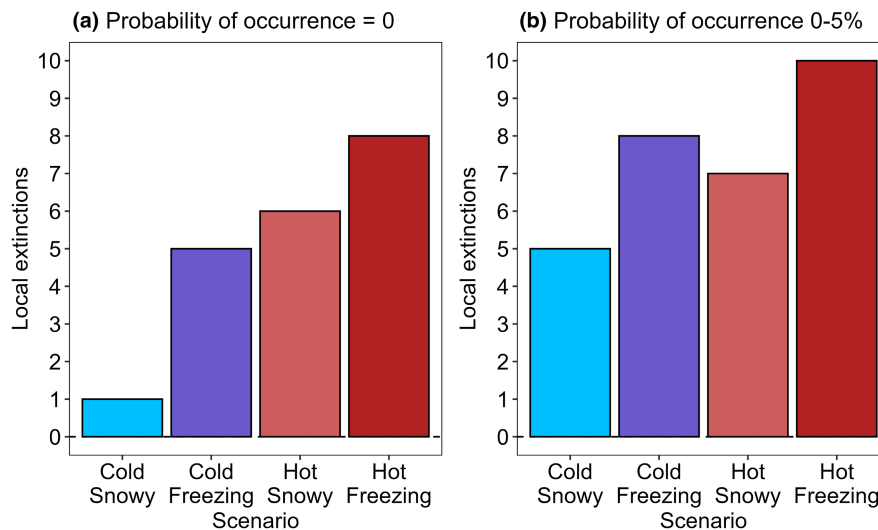 (a) Probability of occurrence = 0
10
9
8
7
6
5
4
3
2
1
0
Local extinctions
Cold Snowy
Cold Freezing
Hot Snowy
Hot Freezing
Scenario
(b) Probability of occurrence 0-5%
10
9
8
7
6
5
4
3
2
1
0
Local extinctions
Cold Snowy
Cold Freezing
Hot Snowy
Hot Freezing
Scenario